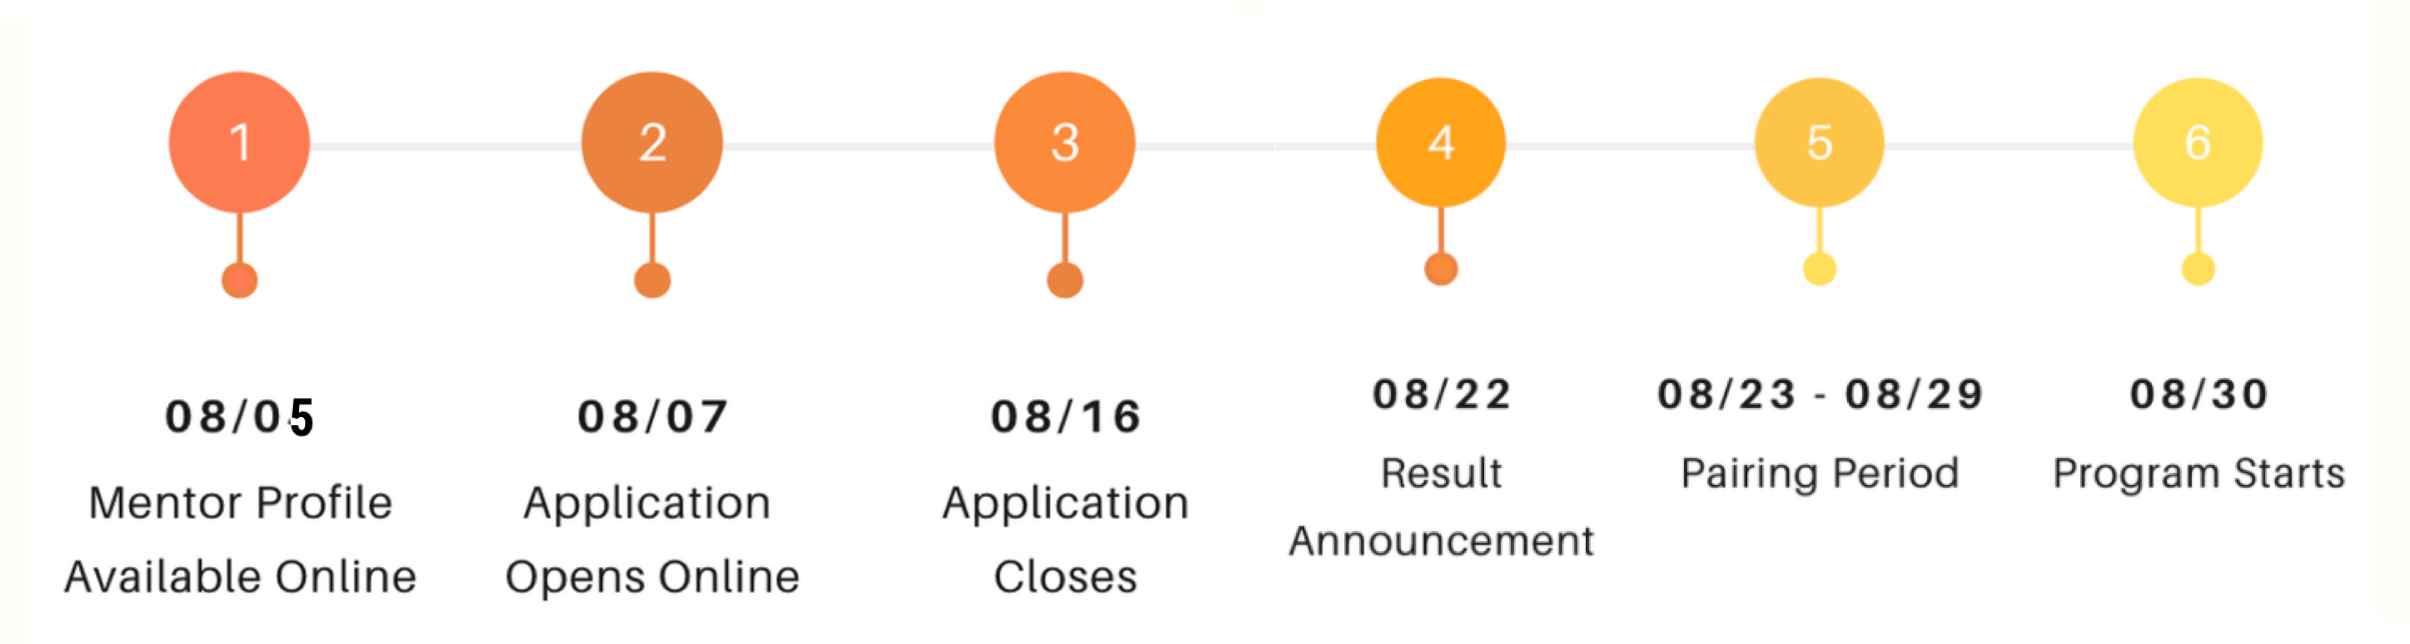 1
2
3
4
5
6
08/05
Mentor Profile
Available Online
08/07
Application
Opens Online
08/16
Application
Closes
08/22
Result
Announcement
08/23 - 08/29
Pairing Period
08/30
Program Starts